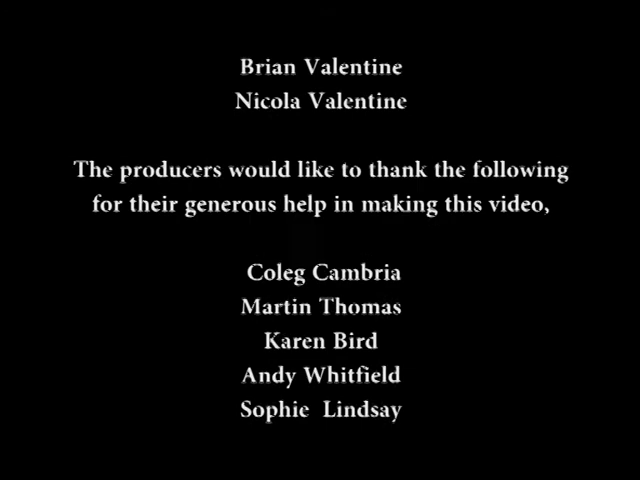 Brian Valentine
Nicola Valentine
The producers would like to thank the following
for their generous help in making this video,
Coleg Cambria
Martin Thomas
Karen Bird
Andy Whitfield
Sophie Lindsay